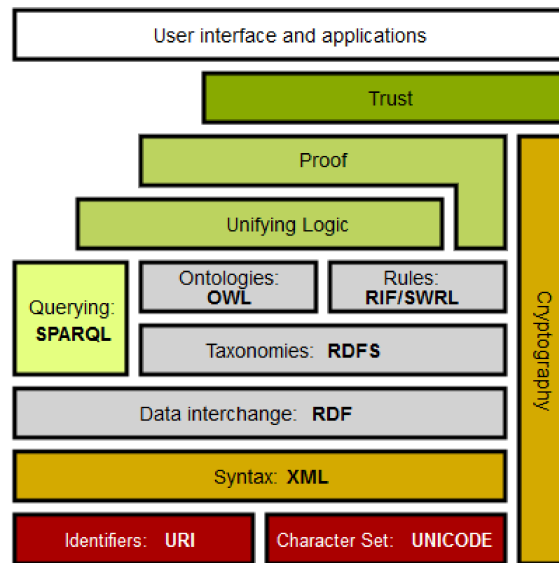 User interface and applications
Trust
Proof
Unifying Logic
Querying:
SPARQL
Ontologies:
OWL
Rules:
RIF/SWRL
Taxonomies: RDFS
Data interchange: RDF
Syntax: XML
Identifiers: URI
Character Set: UNICODE
Cryptography